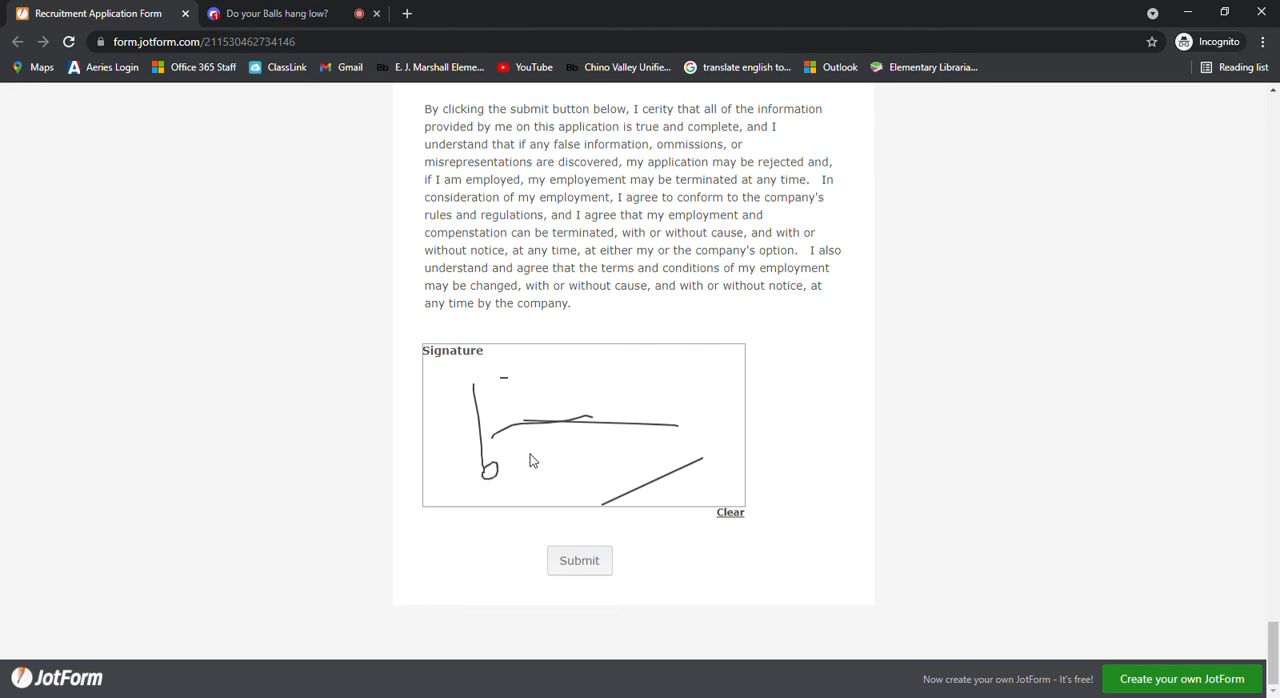 Recruitment Application Form
Do your Balls hang low?
form.jotform.com/211530462734146
Incognito
Maps
Aeries Login
Office 365 Staff
ClassLink
Gmail
Bb E. J. Marshall Eleme...
YouTube
Bb Chino Valley Unifie...
translate english to...
Outlook
Elementary Libraria...
Reading list
By clicking the submit button below, I cerity that all of the information
provided by me on this application is true and complete, and I
understand that if any false information, ommissions, or
misrepresentations are discovered, my application may be rejected and,
if I am employed, my employement may be terminated at any time. In
consideration of my employment, I agree to conform to the company's
rules and regulations, and I agree that my employment and
compenstation can be terminated, with or without cause, and with or
without notice, at any time, at either my or the company's option. I also
understand and agree that the terms and conditions of my employment
may be changed, with or without cause, and with or without notice, at
any time by the company.
Signature
Clear
Submit
JotForm
Now create your own JotForm - It's free!
Create your own JotForm